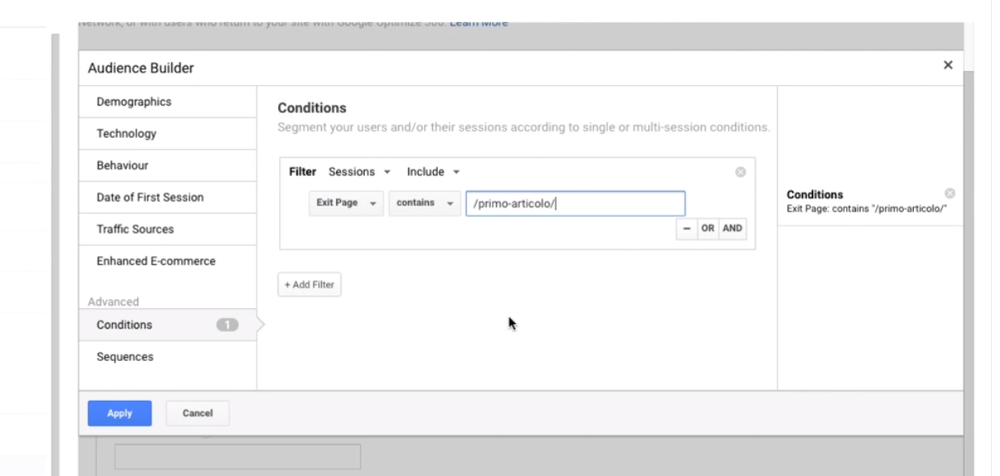 Network, or with users who return to your site with Google Optimize 360. Learn More
Audience Builder
Demographics
Technology
Behaviour
Date of First Session
Traffic Sources
Enhanced E-commerce
Advanced
Conditions 1
Sequences
Conditions
Segment your users and/or their sessions according to single or multi-session conditions.
Filter Sessions Include
Exit Page contains /primo-articolo/
– OR AND
+ Add Filter
Conditions
Exit Page: contains "/primo-articolo/"
Apply Cancel